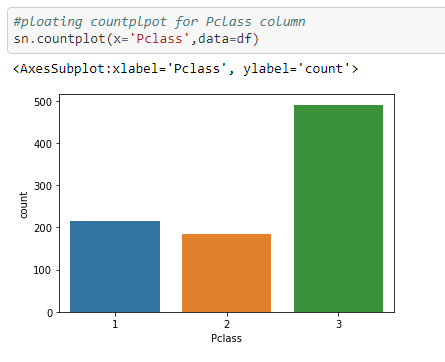 #ploating countplpot for Pclass column
sn.countplot(x='Pclass',data=df)
<AxesSubplot:xlabel='Pclass', ylabel='count'>
500
400
300
200
100
0
count
1 2 3
Pclass